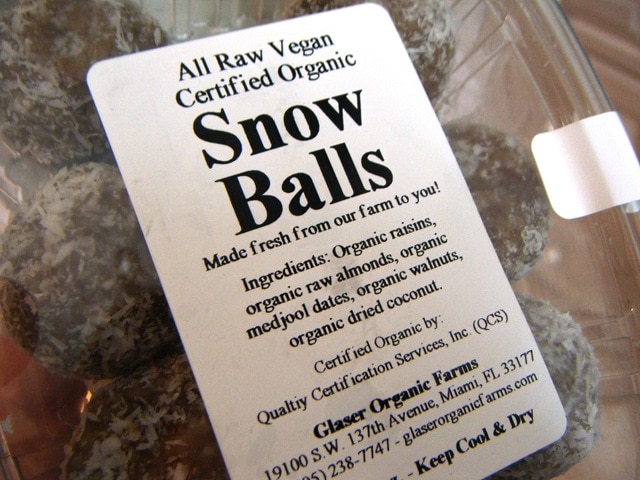 All Raw Vegan
Certified Organic
Snow
Balls
Made fresh from our farm to you!
Ingredients: Organic raisins,
organic raw almonds, organic
medjool dates, organic walnuts,
organic dried coconut.
Certified Organic by:
Qualtiy Certification Services, Inc. (QCS)
Glaser Organic Farms
19100 S.W. 137th Avenue, Miami, FL 33177
238-7747 - glaserorganicfarms.com
- Keep Cool & Dry